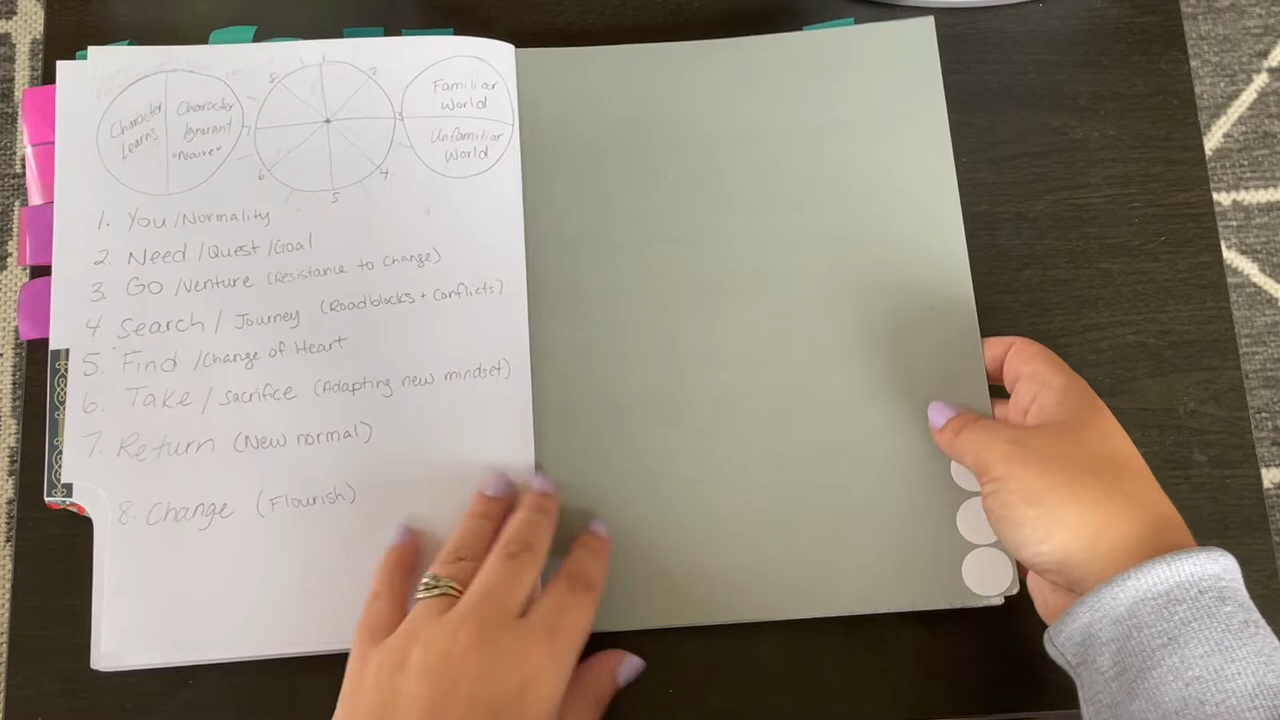 Character Learns
Character Ignorant "Naive"
1
2
3
4
5
6
7
8
Familiar World
Unfamiliar World
1. You /Normality
2. Need /Quest /Goal
3. Go /Venture (Resistance to Change)
4 Search / Journey (Roadblocks + Conflicts)
5. Find /Change of Heart
6. Take / Sacrifice (Adapting new mindset)
7. Return (New normal)
8. Change (Flourish)